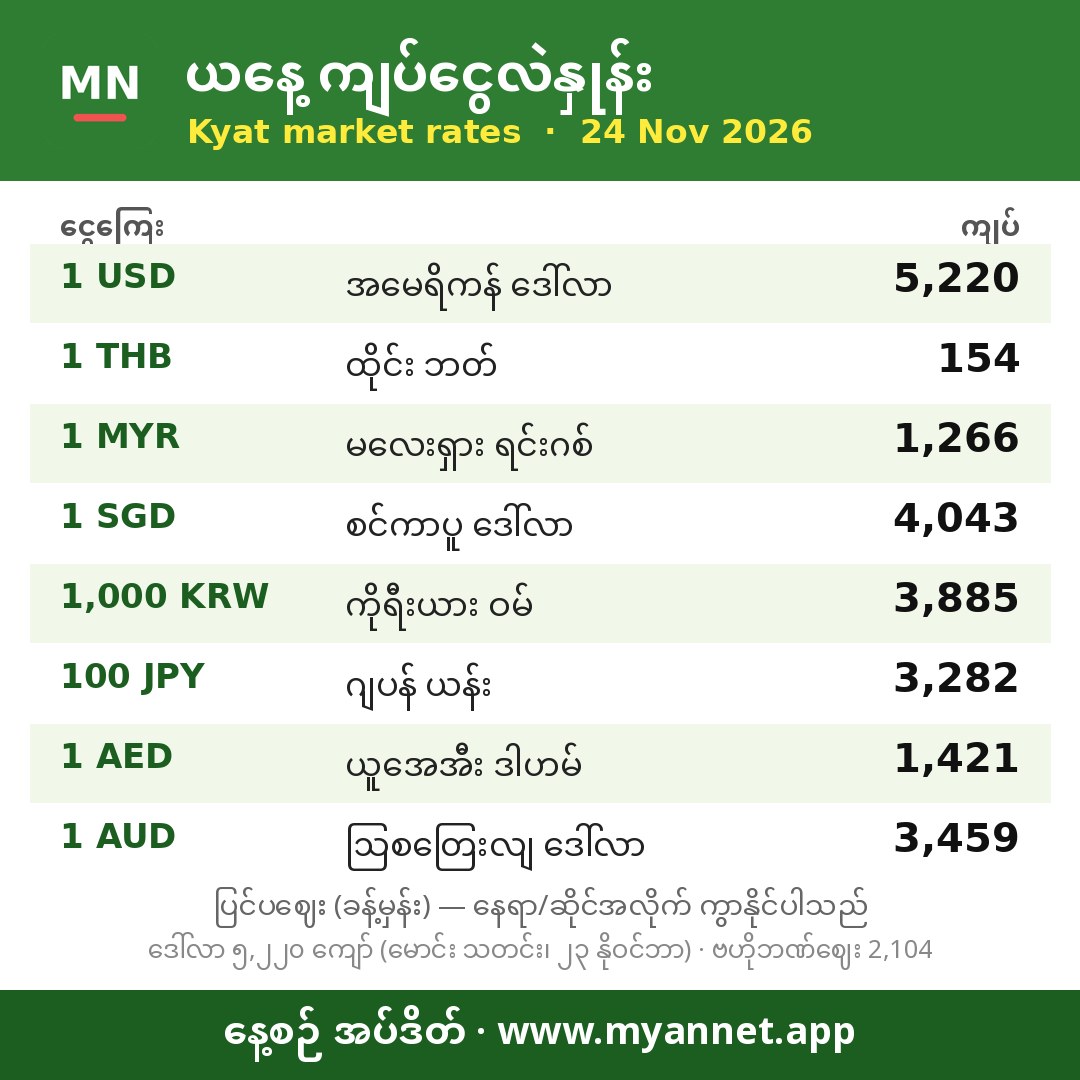 MN
ယနေ့ ကျပ်ငွေလဲနှုန်း
Kyat market rates · 24 Nov 2026
ငွေကြေး ကျပ်
1 USD အမေရိကန် ဒေါ်လာ 5,220
1 THB ထိုင်း ဘတ် 154
1 MYR မလေးရှား ရင်းဂစ် 1,266
1 SGD စင်ကာပူ ဒေါ်လာ 4,043
1,000 KRW ကိုရီးယား ဝမ် 3,885
100 JPY ဂျပန် ယန်း 3,282
1 AED ယူအေအီး ဒါဟမ် 1,421
1 AUD ဩစတြေးလျ ဒေါ်လာ 3,459
ပြင်ပဈေး (ခန့်မှန်း) — နေရာ/ဆိုင်အလိုက် ကွာနိုင်ပါသည်
ဒေါ်လာ ၅,၂၂၀ ကျော် (မောင်း သတင်း၊ ၂၃ နိုဝင်ဘာ) · ဗဟိုဘဏ်ဈေး 2,104
နေ့စဉ် အပ်ဒိတ် · www.myannet.app